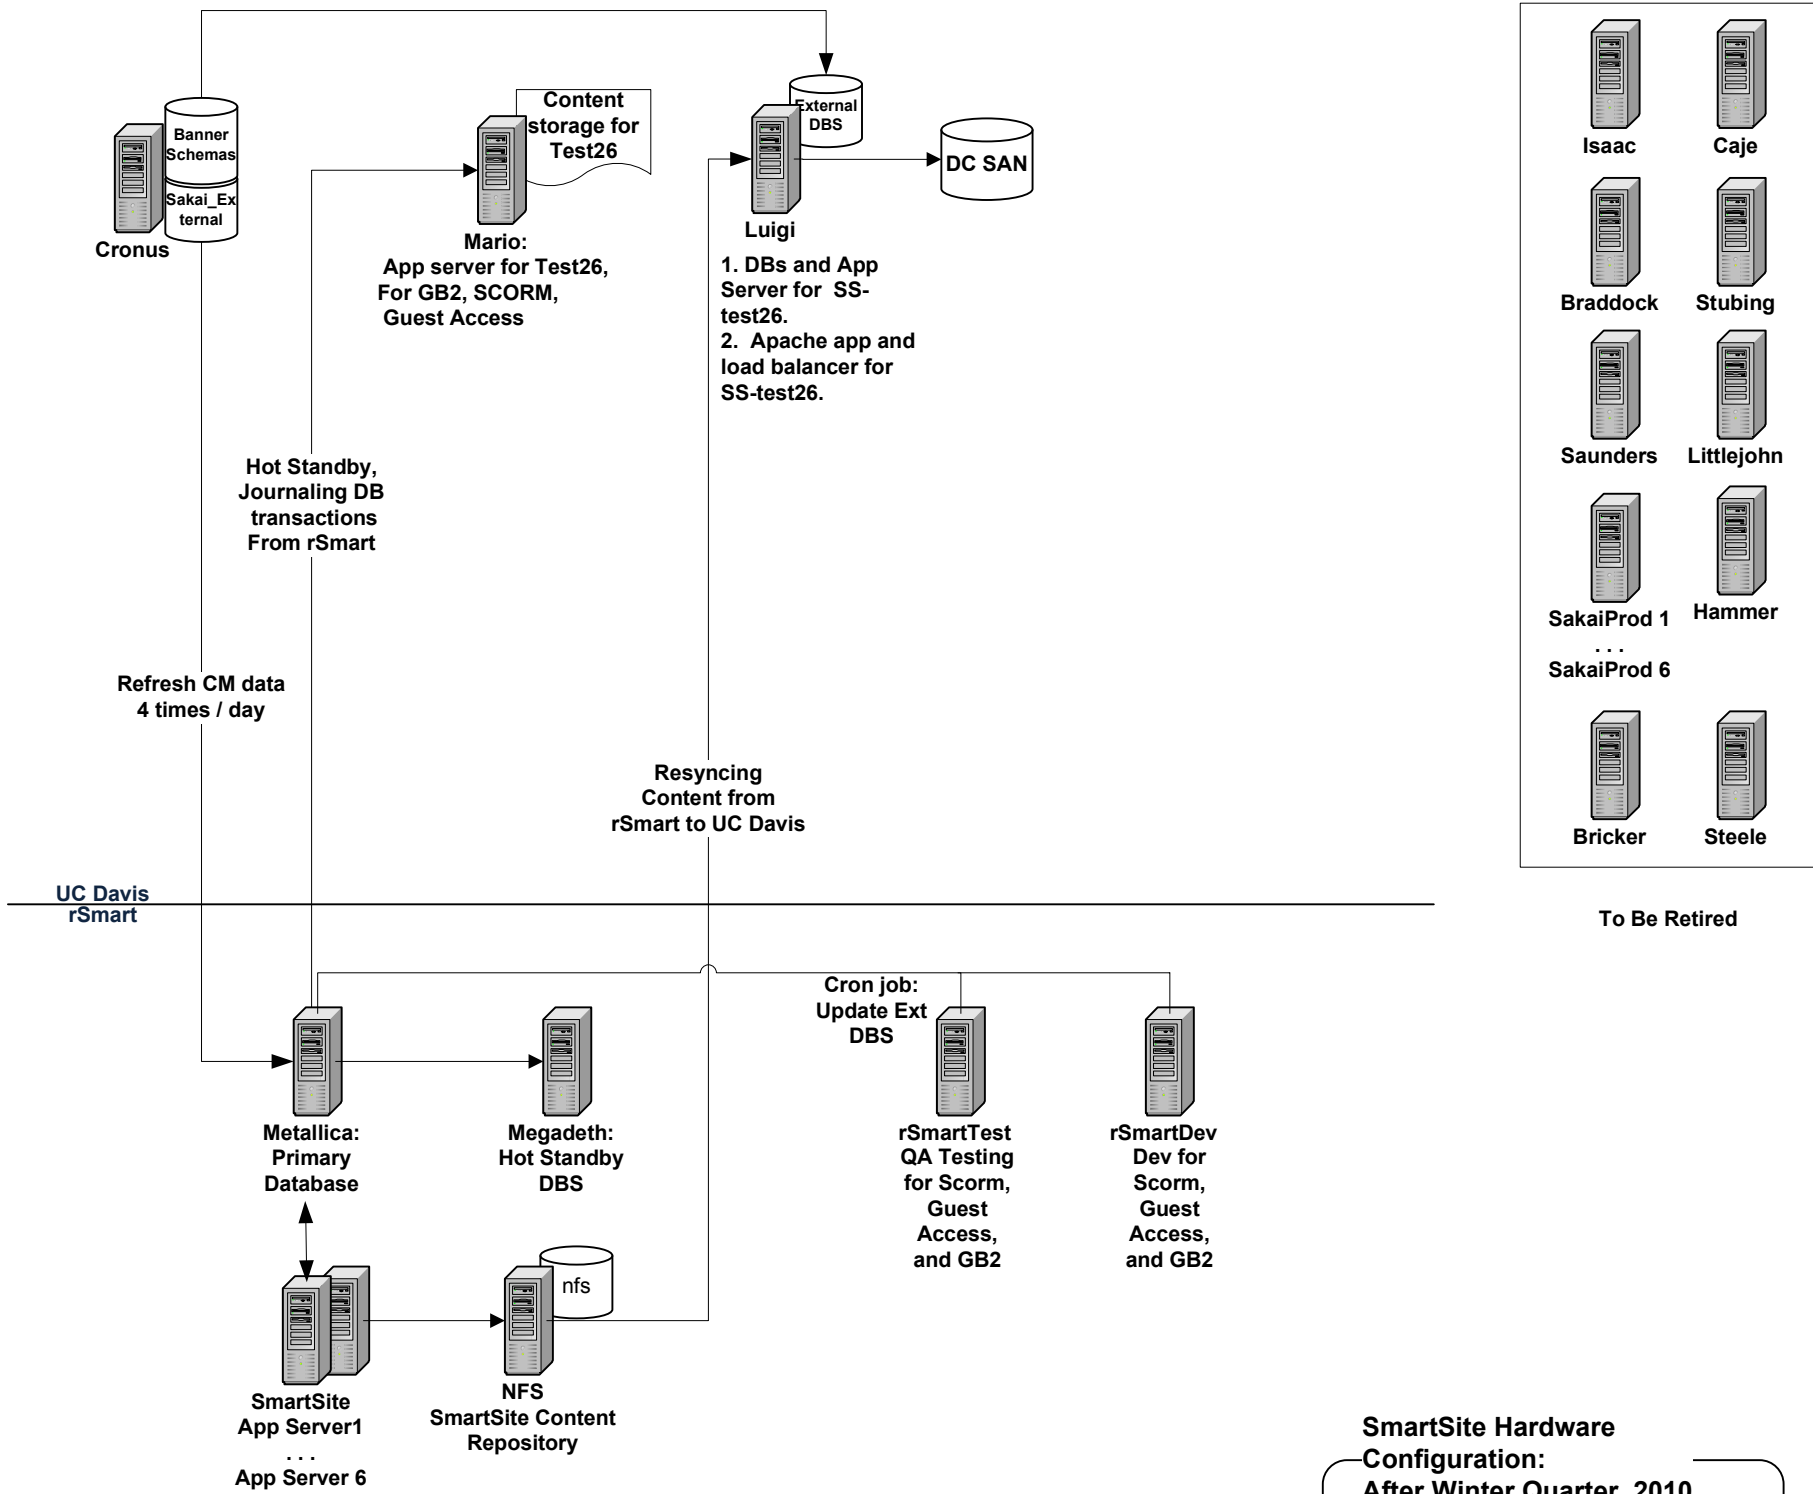 Banner
Schemas
Sakai_Ex
ternal
Cronus
Content
storage for
Test26
Mario:
App server for Test26,
For GB2, SCORM,
Guest Access
External
DBS
DC SAN
Luigi
1. DBs and App
Server for SS-
test26.
2. Apache app and
load balancer for
SS-test26.
Hot Standby,
Journaling DB
transactions
From rSmart
Refresh CM data
4 times / day
Resyncing
Content from
rSmart to UC Davis
Isaac
Caje
Braddock
Stubing
Saunders
Littlejohn
SakaiProd 1
. . .
SakaiProd 6
Hammer
Bricker
Steele
To Be Retired
UC Davis
rSmart
Cron job:
Update Ext
DBS
Metallica:
Primary
Database
Megadeth:
Hot Standby
DBS
rSmartTest
QA Testing
for Scorm,
Guest
Access,
and GB2
rSmartDev
Dev for
Scorm,
Guest
Access,
and GB2
nfs
SmartSite
App Server1
. . .
App Server 6
NFS
SmartSite Content
Repository
SmartSite Hardware
Configuration:
After Winter Quarter, 2010